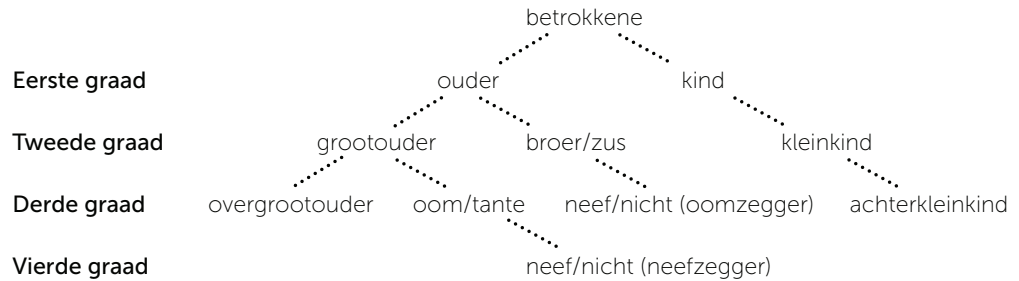 betrokkene
Eerste graad ouder kind
Tweede graad grootouder broer/zus kleinkind
Derde graad overgrootouder oom/tante neef/nicht (oomzegger) achterkleinkind
Vierde graad neef/nicht (neefzegger)